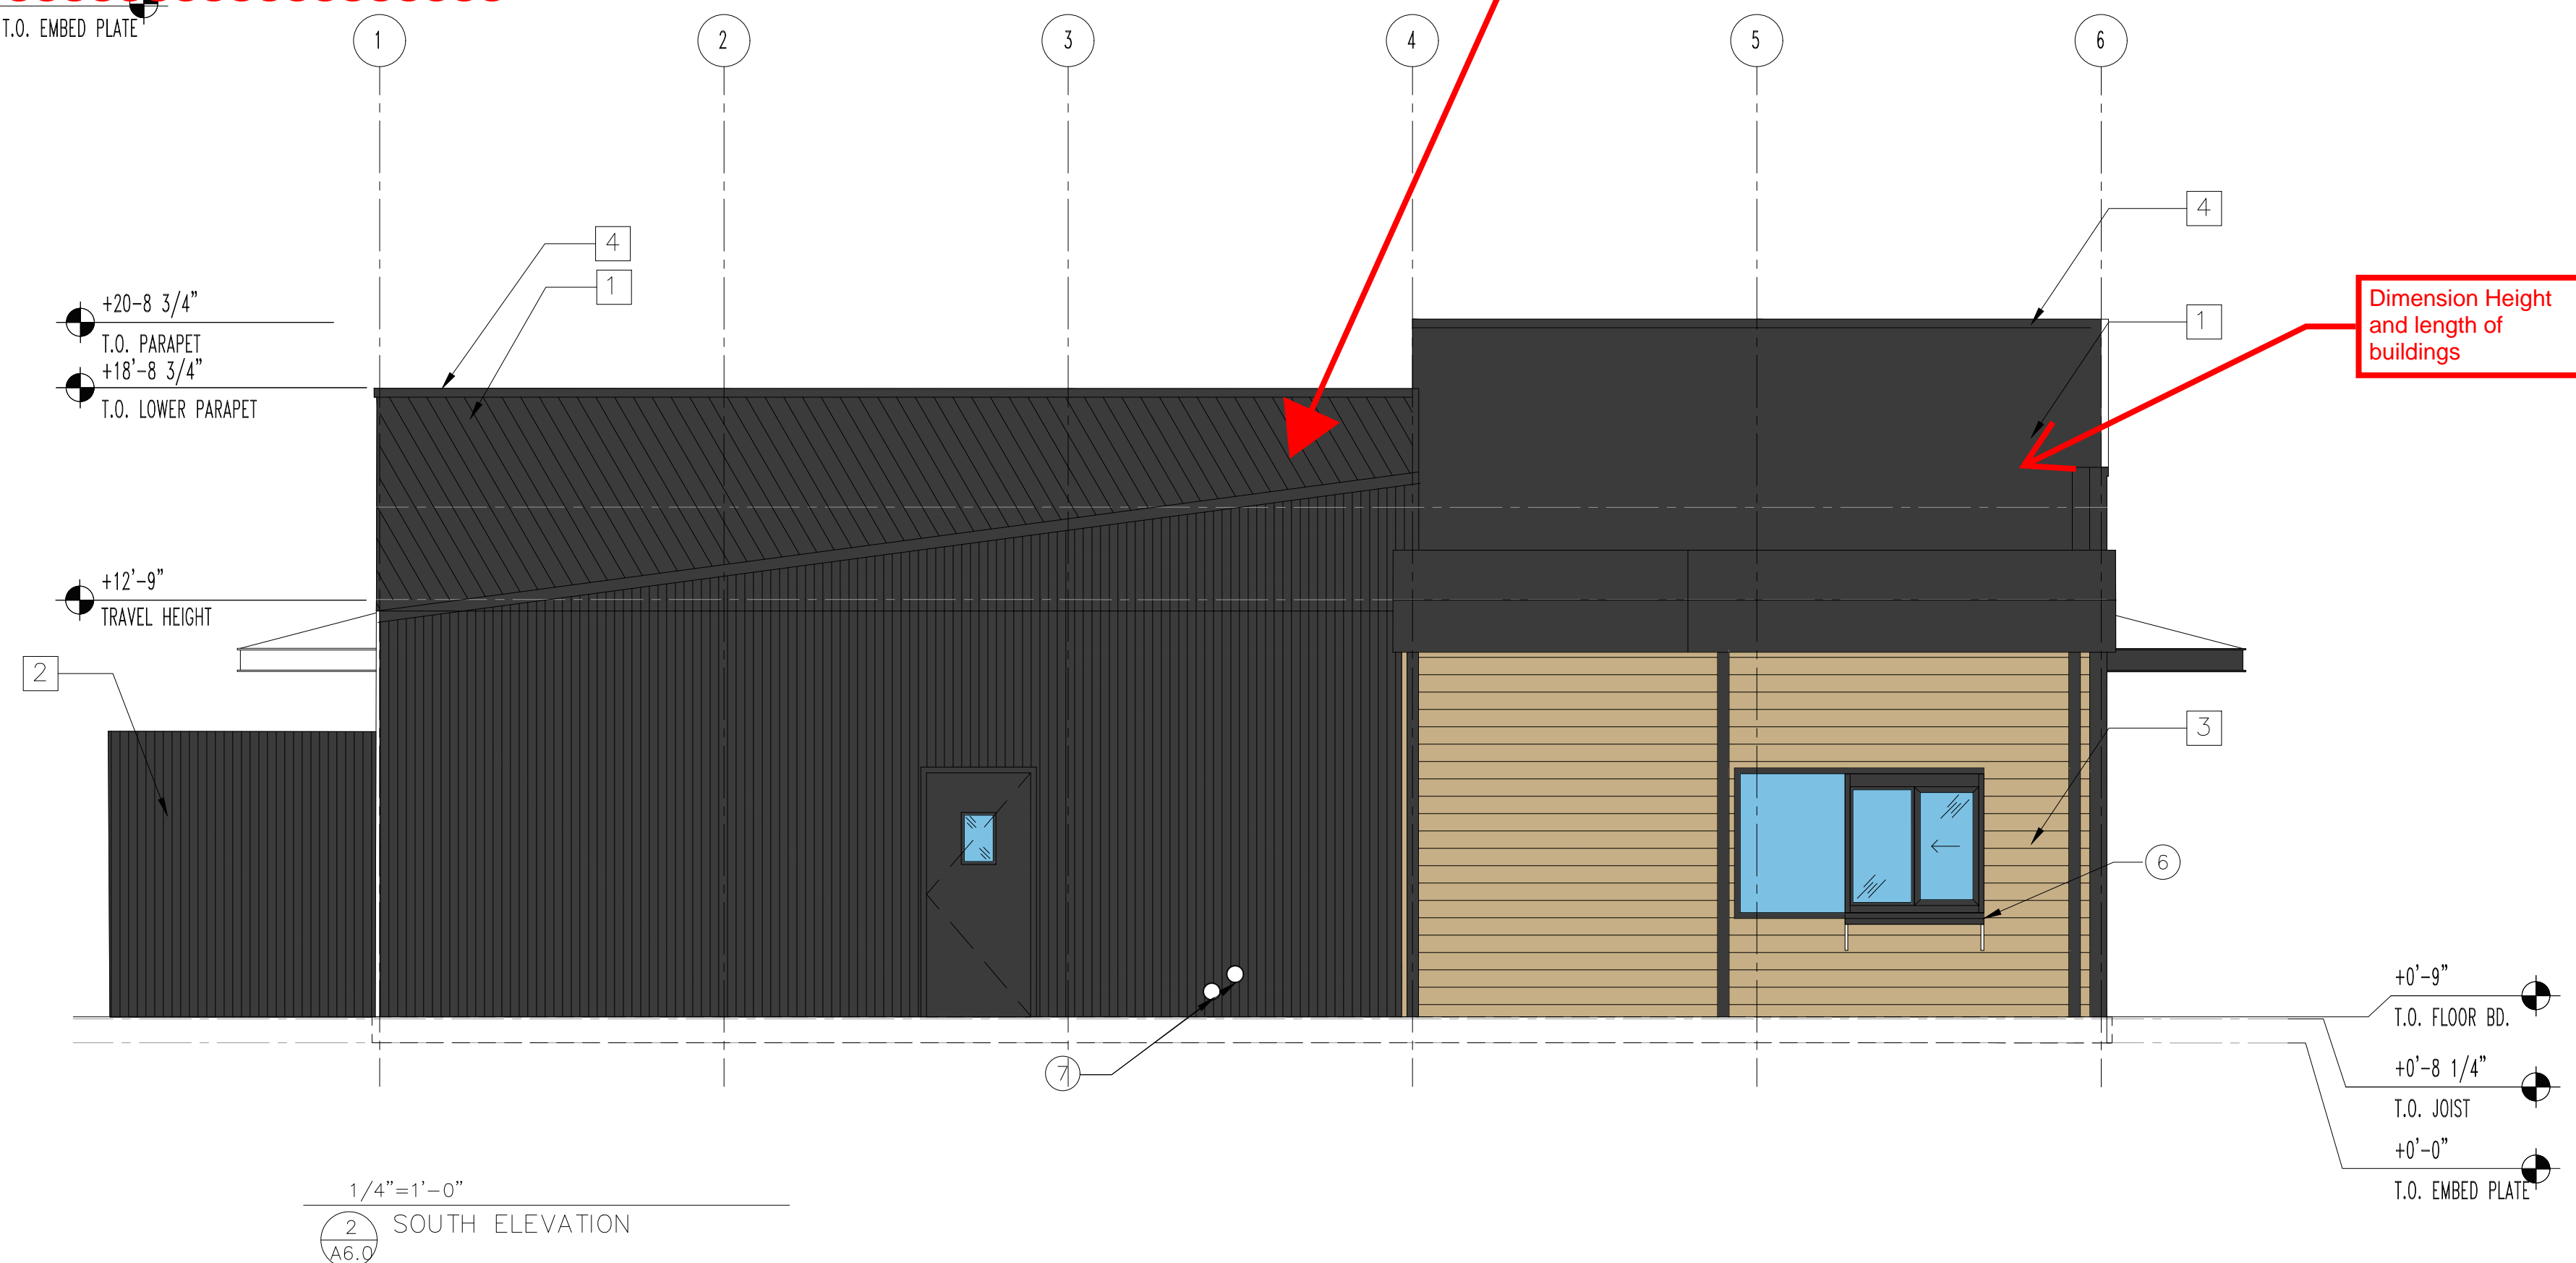 T.O. EMBED PLATE
1
2
3
4
5
6
4
1
4
1
+20-8 3/4"
T.O. PARAPET
+18'-8 3/4"
T.O. LOWER PARAPET
Dimension Height
and length of
buildings
+12'-9"
TRAVEL HEIGHT
2
3
6
7
+0'-9"
T.O. FLOOR BD.
+0'-8 1/4"
T.O. JOIST
+0'-0"
T.O. EMBED PLATE
1/4"=1'-0"
2
SOUTH ELEVATION
A6.0